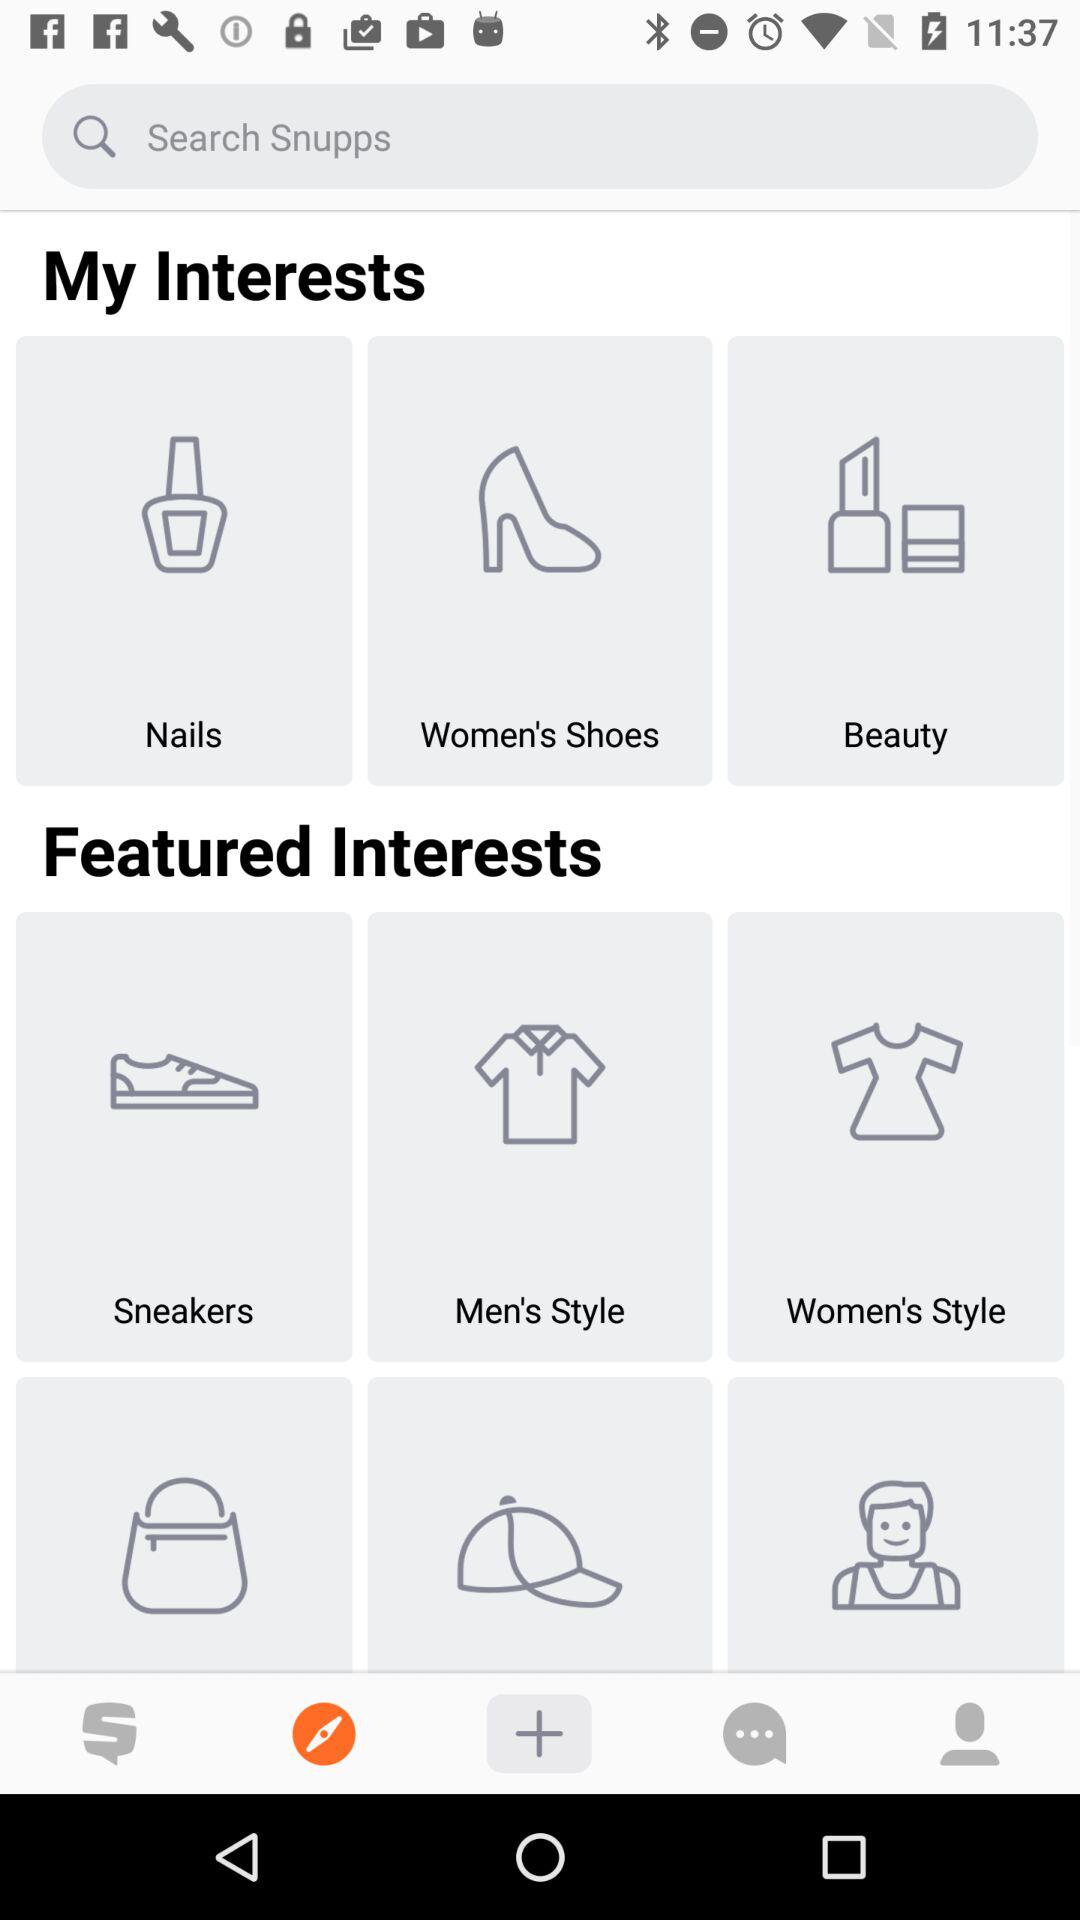 11:37
Search Snupps
My Interests
Nails
Women's Shoes
Beauty
Featured Interests
Sneakers
Men's Style
Women's Style